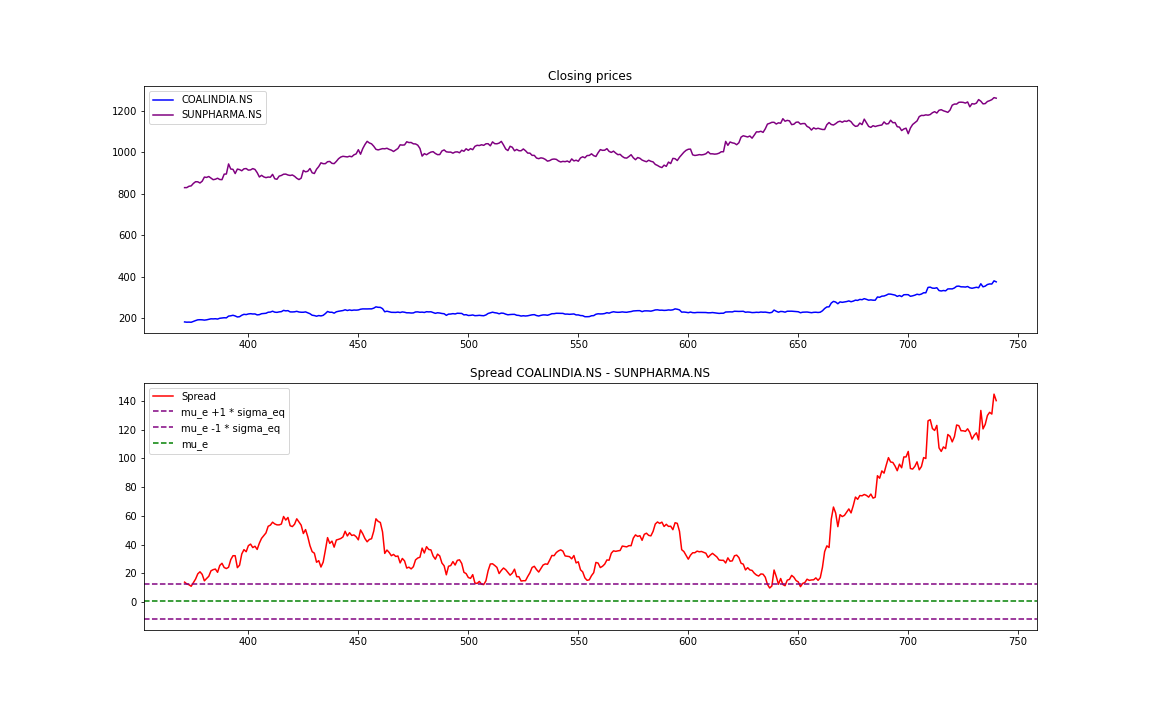 Closing prices
COALINDIA.NS
SUNPHARMA.NS
1200
1000
800
600
400
200
400 450 500 550 600 650 700 750
Spread COALINDIA.NS - SUNPHARMA.NS
Spread
mu_e +1 * sigma_eq
mu_e -1 * sigma_eq
mu_e
140
120
100
80
60
40
20
0
400 450 500 550 600 650 700 750